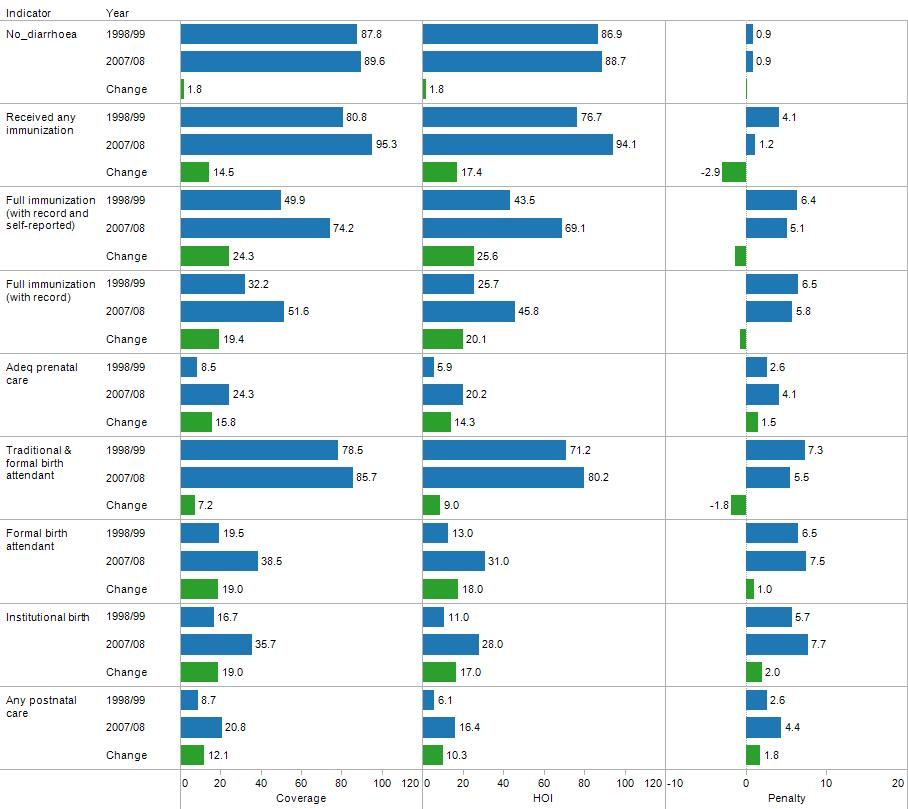 Indicator Year
No_diarrhoea 1998/99 87.8 86.9 0.9
2007/08 89.6 88.7 0.9
Change 1.8 1.8
Received any 1998/99 80.8 76.7 4.1
immunization
2007/08 95.3 94.1 1.2
Change 14.5 17.4 -2.9
Full immunization 1998/99 49.9 43.5 6.4
(with record and
self-reported) 2007/08 74.2 69.1 5.1
Change 24.3 25.6
Full immunization 1998/99 32.2 25.7 6.5
(with record)
2007/08 51.6 45.8 5.8
Change 19.4 20.1
Adeq prenatal 1998/99 8.5 5.9 2.6
care
2007/08 24.3 20.2 4.1
Change 15.8 14.3 1.5
Traditional & 1998/99 78.5 71.2 7.3
formal birth
attendant 2007/08 85.7 80.2 5.5
Change 7.2 9.0 -1.8
Formal birth 1998/99 19.5 13.0 6.5
attendant
2007/08 38.5 31.0 7.5
Change 19.0 18.0 1.0
Institutional birth 1998/99 16.7 11.0 5.7
2007/08 35.7 28.0 7.7
Change 19.0 17.0 2.0
Any postnatal 1998/99 8.7 6.1 2.6
care
2007/08 20.8 16.4 4.4
Change 12.1 10.3 1.8
0 20 40 60 80 100 120 0 20 40 60 80 100 120 -10 0 10 20
Coverage HOI Penalty